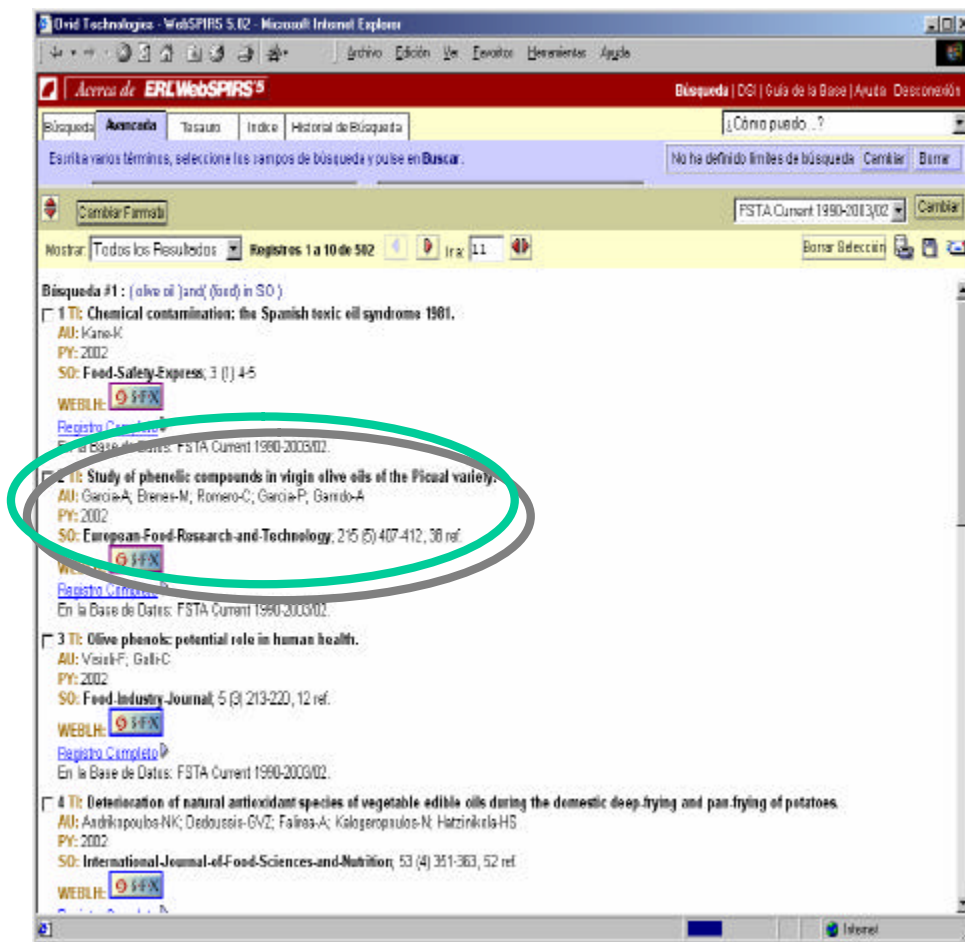 Ovid Technologies - WebSPIRS 5.02 - Microsoft Internet Explorer
Archivo Edición Ver Favoritos Herramientas Ayuda
Acerca de ERL WebSPIRS 5 Búsqueda | DSI | Guía de la Base | Ayuda Desconexión
Búsqueda Avanzada Tesauro Indice Historial de Búsqueda ¿Cómo puedo...?
Escriba varios términos, seleccione los campos de búsqueda y pulse en Buscar. No ha definido límites de búsqueda Cambiar Borrar
Cambiar Formato FSTA Current 1990-2003/02 Cambiar
Mostrar: Todos los Resultados Registros 1 a 10 de 502 Ir a: 11 Borrar Selección
Búsqueda #1 : ( olive oil )and( (food) in SO )
1 TI: Chemical contamination: the Spanish toxic oil syndrome 1981.
AU: Kane-K
PY: 2002
SO: Food-Safety-Express; 3 (1) 4-5
WEBLH: S·F·X
Registro Completo
En la Base de Datos: FSTA Current 1990-2003/02.
2 TI: Study of phenolic compounds in virgin olive oils of the Picual variety.
AU: Garcia-A; Brenes-M; Romero-C; Garcia-P; Garrido-A
PY: 2002
SO: European-Food-Research-and-Technology; 215 (5) 407-412, 38 ref.
WEBLH: S·F·X
Registro Completo
En la Base de Datos: FSTA Current 1990-2003/02.
3 TI: Olive phenols: potential role in human health.
AU: Visioli-F; Galli-C
PY: 2002
SO: Food-Industry-Journal; 5 (3) 213-220, 12 ref.
WEBLH: S·F·X
Registro Completo
En la Base de Datos: FSTA Current 1990-2003/02.
4 TI: Deterioration of natural antioxidant species of vegetable edible oils during the domestic deep-frying and pan-frying of potatoes.
AU: Andrikopoulos-NK; Dedoussis-GVZ; Falirea-A; Kalogeropoulos-N; Hatzinikola-HS
PY: 2002
SO: International-Journal-of-Food-Sciences-and-Nutrition; 53 (4) 351-363, 52 ref.
WEBLH: S·F·X
Internet